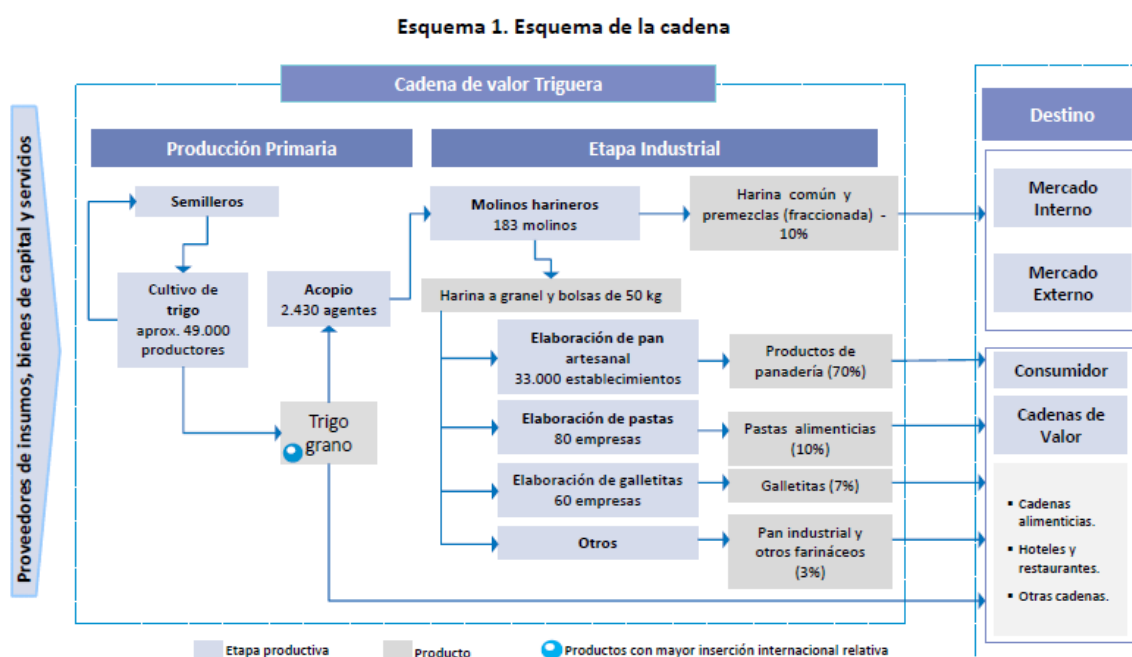 Esquema 1. Esquema de la cadena
Proveedores de insumos, bienes de capital y servicios
Cadena de valor Triguera
Producción Primaria
Semilleros
Cultivo de
trigo
aprox. 49.000
productores
Trigo
grano
Acopio
2.430 agentes
Etapa Industrial
Molinos harineros
183 molinos
Harina común y
premezclas (fraccionada) -
10%
Harina a granel y bolsas de 50 kg
Elaboración de pan
artesanal
33.000 establecimientos
Productos de
panadería (70%)
Elaboración de pastas
80 empresas
Pastas alimenticias
(10%)
Elaboración de galletitas
60 empresas
Galletitas (7%)
Otros
Pan industrial y
otros farináceos
(3%)
Destino
Mercado
Interno
Mercado
Externo
Consumidor
Cadenas de
Valor
▪ Cadenas
alimenticias.
▪ Hoteles y
restaurantes.
▪ Otras cadenas.
Etapa productiva
Producto
Productos con mayor inserción internacional relativa